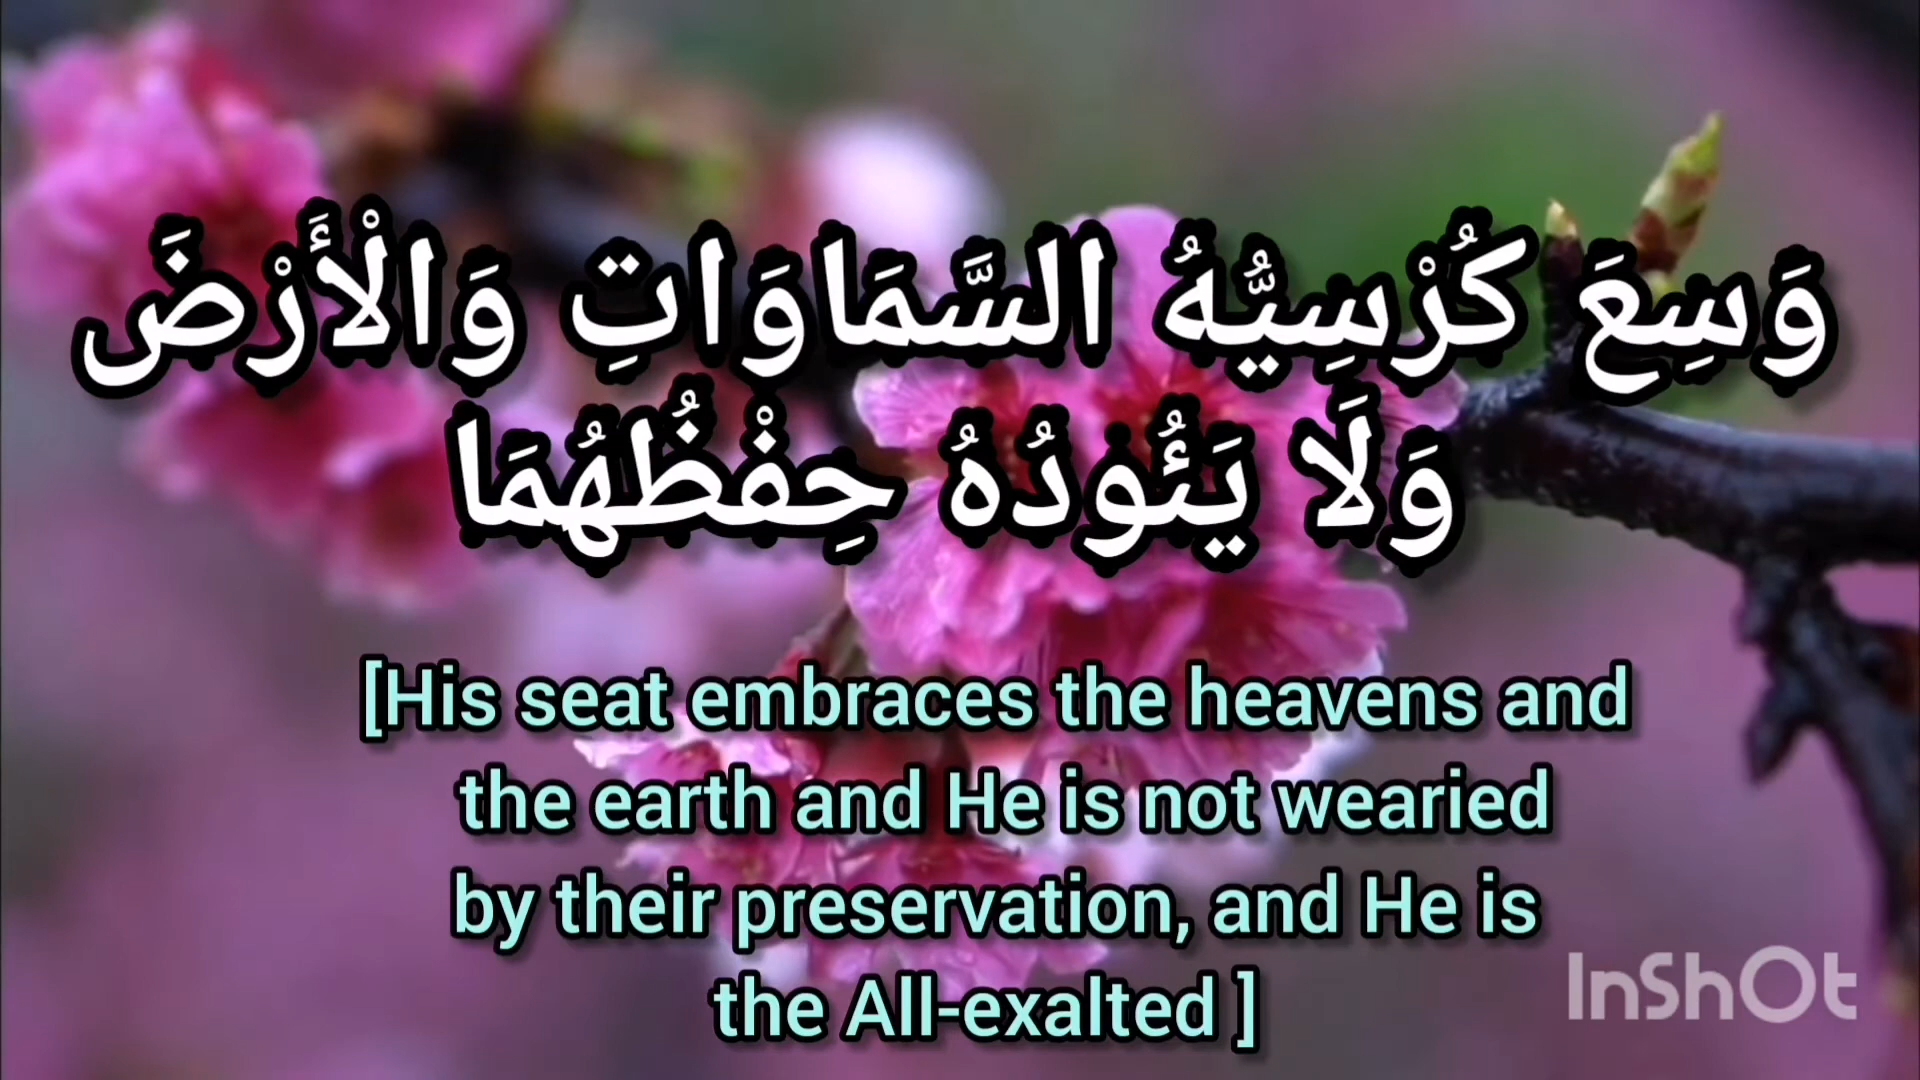 وَسِعَ كُرْسِيُّهُ السَّمَاوَاتِ وَالْأَرْضَ
وَلَا يَئُودُهُ حِفْظُهُمَا
[His seat embraces the heavens and
the earth and He is not wearied
by their preservation, and He is
the All-exalted ]
InShOt